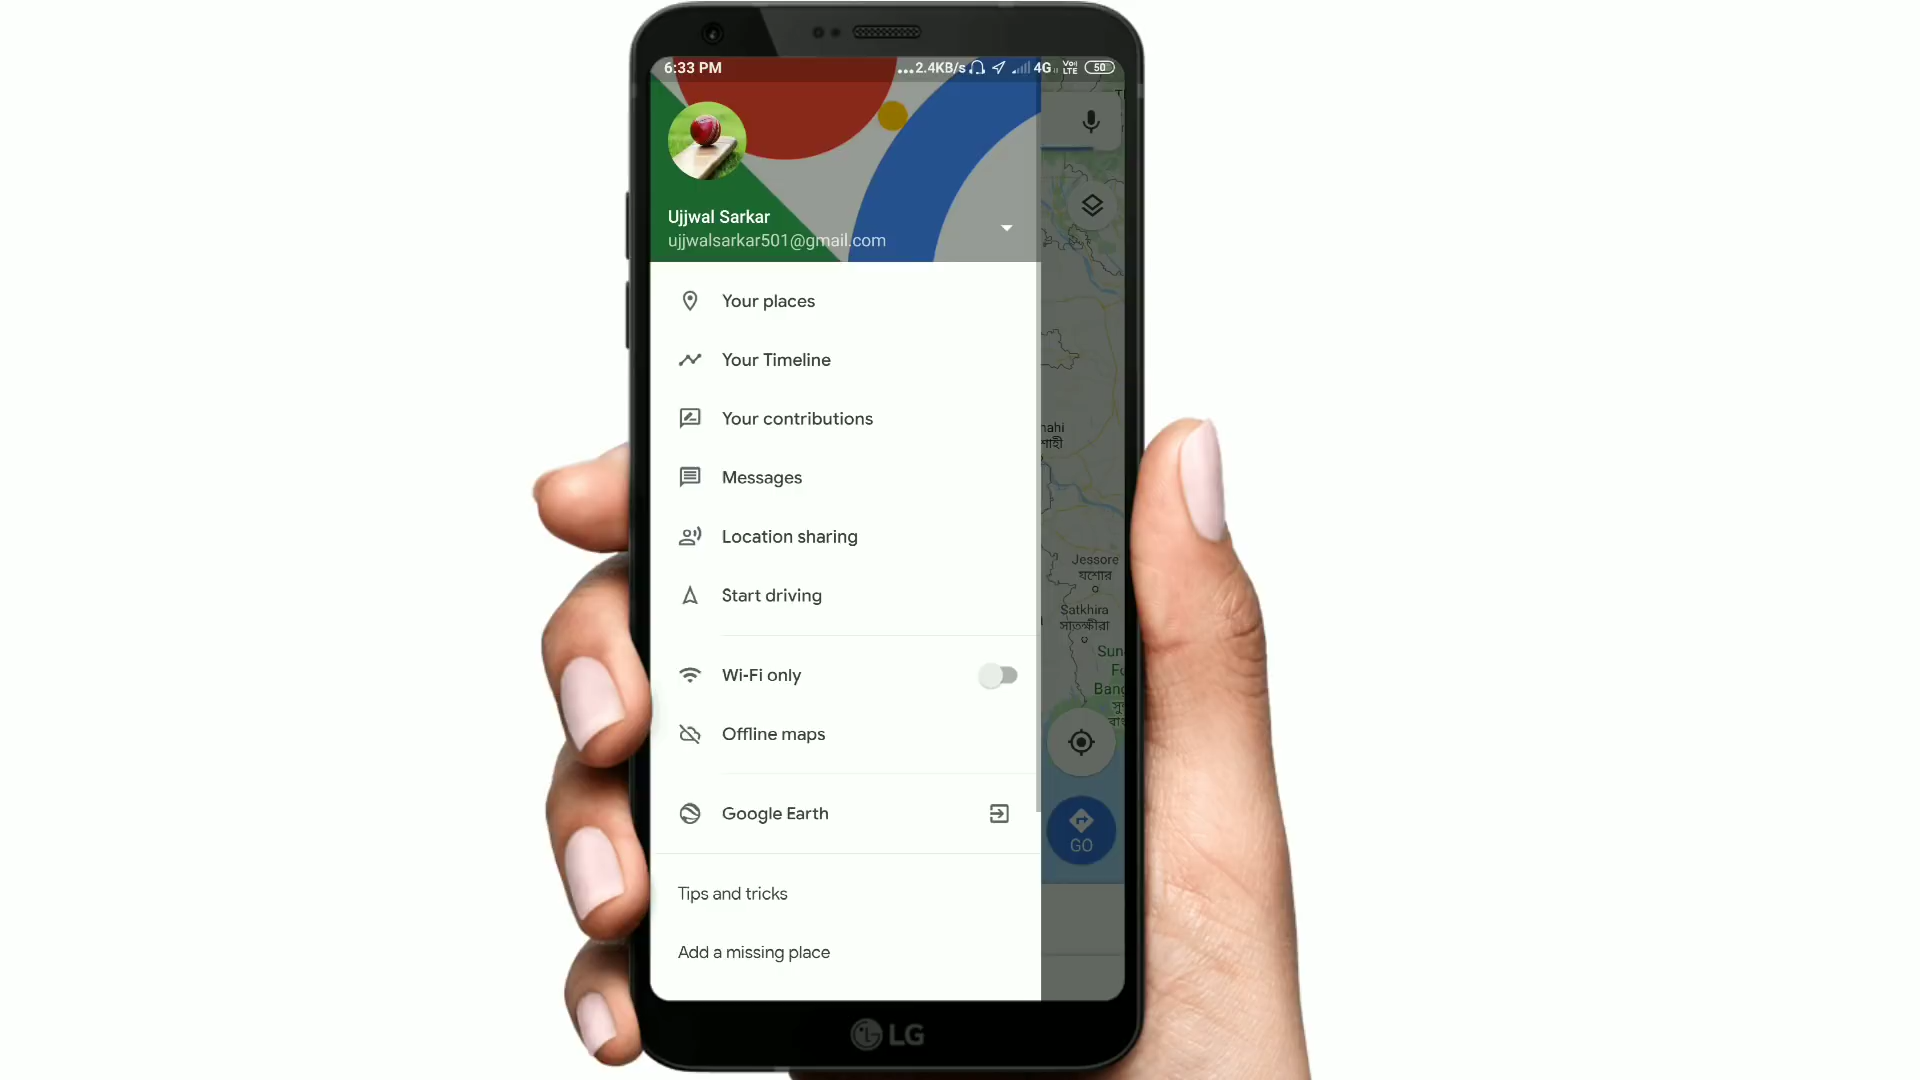 6:33 PM
...2.4KB/s 4G Vo)) LTE 50
Ujjwal Sarkar
ujjwalsarkar501@gmail.com
Your places
Your Timeline
Your contributions
Messages
Location sharing
Start driving
Wi-Fi only
Offline maps
Google Earth
Tips and tricks
Add a missing place
Jessore
যশোর
Satkhira
সাতক্ষীরা
GO
LG